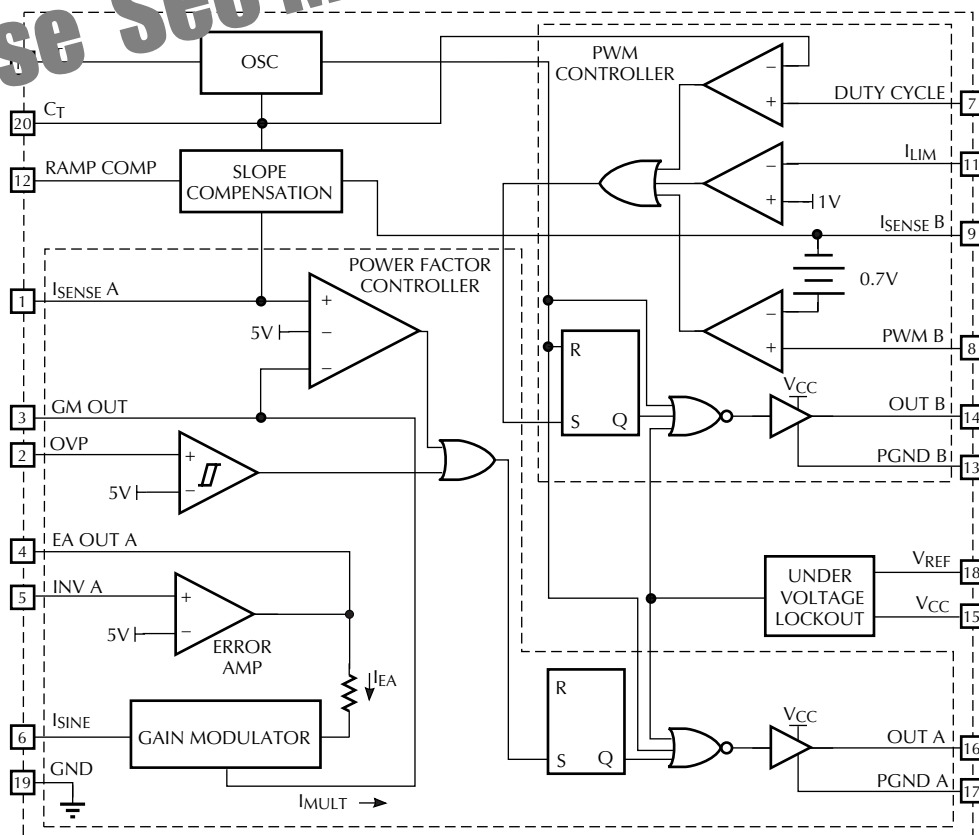 se See M
OSC
20 CT
12 RAMP COMP
SLOPE
COMPENSATION
PWM
CONTROLLER
DUTY CYCLE 7
ILIM 11
1V
ISENSE B 9
0.7V
PWM B 8
VCC
OUT B 14
PGND B 13
−
+
−
+
−
+
R
S Q
POWER FACTOR
CONTROLLER
1 ISENSE A
+
5V −
−
3 GM OUT
2 OVP
+
5V −
4 EA OUT A
5 INV A
+
5V −
ERROR
AMP
IEA
6 ISINE
GAIN MODULATOR
19 GND
IMULT
UNDER
VOLTAGE
LOCKOUT
VREF 18
VCC 15
R
S Q
VCC
OUT A 16
PGND A 17